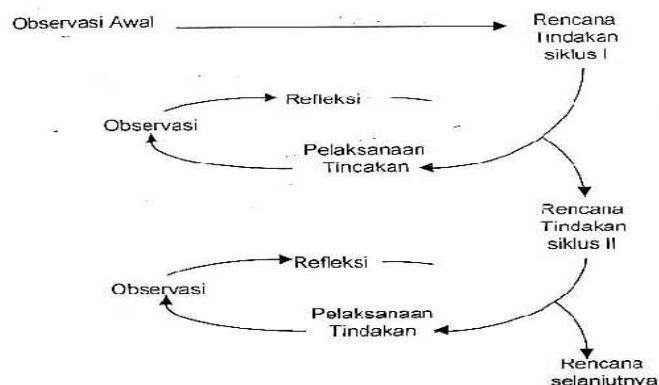 Observasi Awal
Rencana
Tindakan
siklus I
Refleksi
Observasi
Pelaksanaan
Tincakan
Rencana
Tindakan
siklus II
Refleksi
Observasi
Pelaksanaan
Tindakan
Rencana
selanjutnya